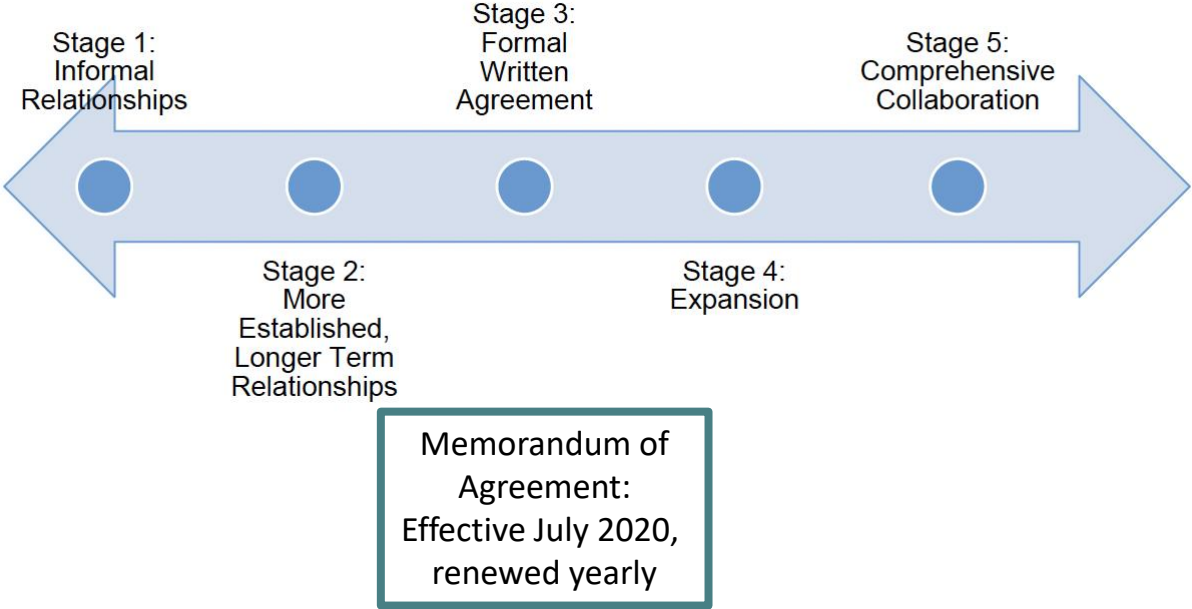 Stage 1:
Informal
Relationships
Stage 2:
More
Established,
Longer Term
Relationships
Stage 3:
Formal
Written
Agreement
Stage 4:
Expansion
Stage 5:
Comprehensive
Collaboration
Memorandum of
Agreement:
Effective July 2020,
renewed yearly